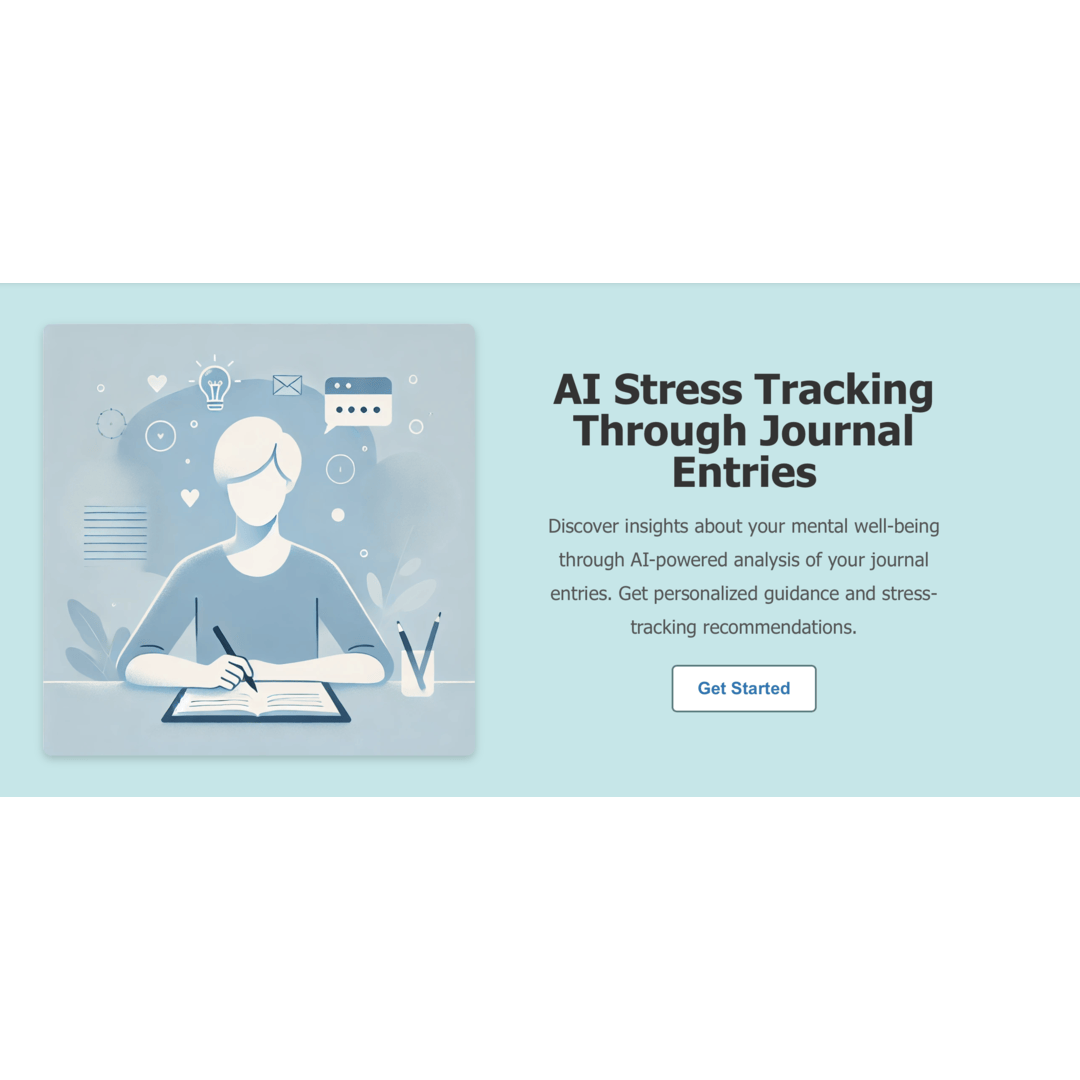 AI Stress Tracking
Through Journal
Entries
Discover insights about your mental well-being
through AI-powered analysis of your journal
entries. Get personalized guidance and stress-
tracking recommendations.
Get Started